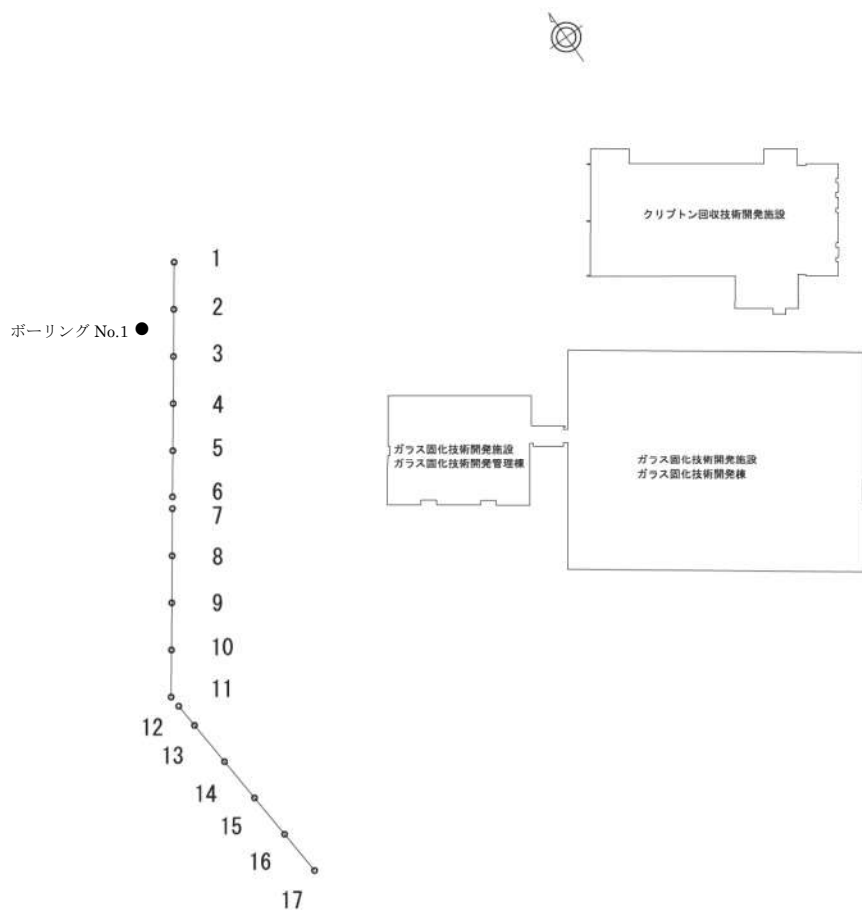 クリプトン回収技術開発施設
1
2
ボーリング No.1
3
4
5
ガラス固化技術開発施設
ガラス固化技術開発管理棟
ガラス固化技術開発施設
ガラス固化技術開発棟
6
7
8
9
10
11
12
13
14
15
16
17